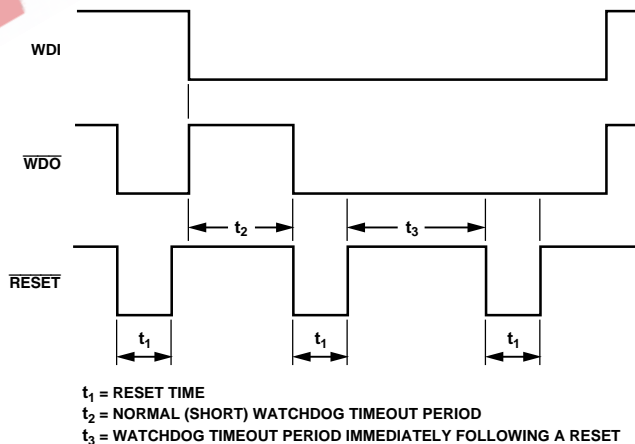 WDI
WDO
t₂
t₃
RESET
t₁
t₁
t₁
t₁ = RESET TIME
t₂ = NORMAL (SHORT) WATCHDOG TIMEOUT PERIOD
t₃ = WATCHDOG TIMEOUT PERIOD IMMEDIATELY FOLLOWING A RESET